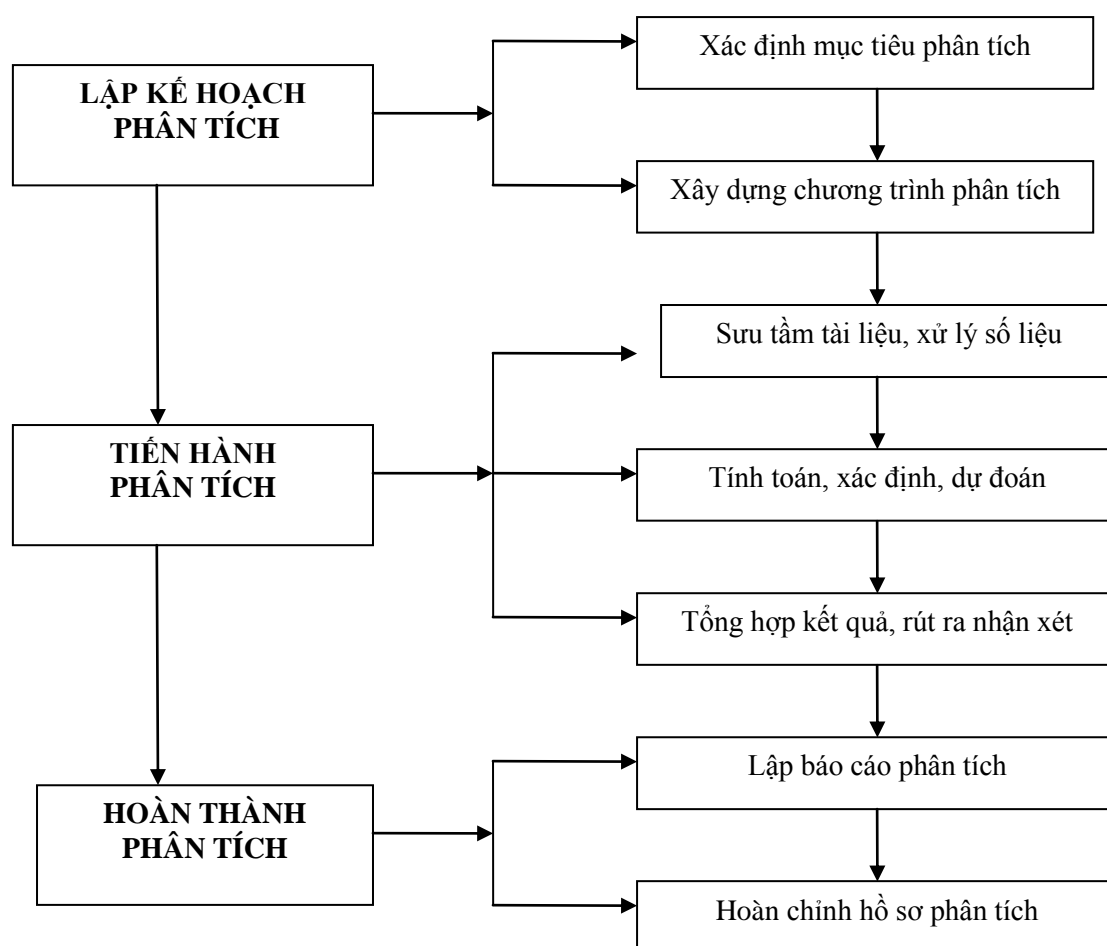 LẬP KẾ HOẠCH
PHÂN TÍCH
Xác định mục tiêu phân tích
Xây dựng chương trình phân tích
TIẾN HÀNH
PHÂN TÍCH
Sưu tầm tài liệu, xử lý số liệu
Tính toán, xác định, dự đoán
Tổng hợp kết quả, rút ra nhận xét
HOÀN THÀNH
PHÂN TÍCH
Lập báo cáo phân tích
Hoàn chỉnh hồ sơ phân tích